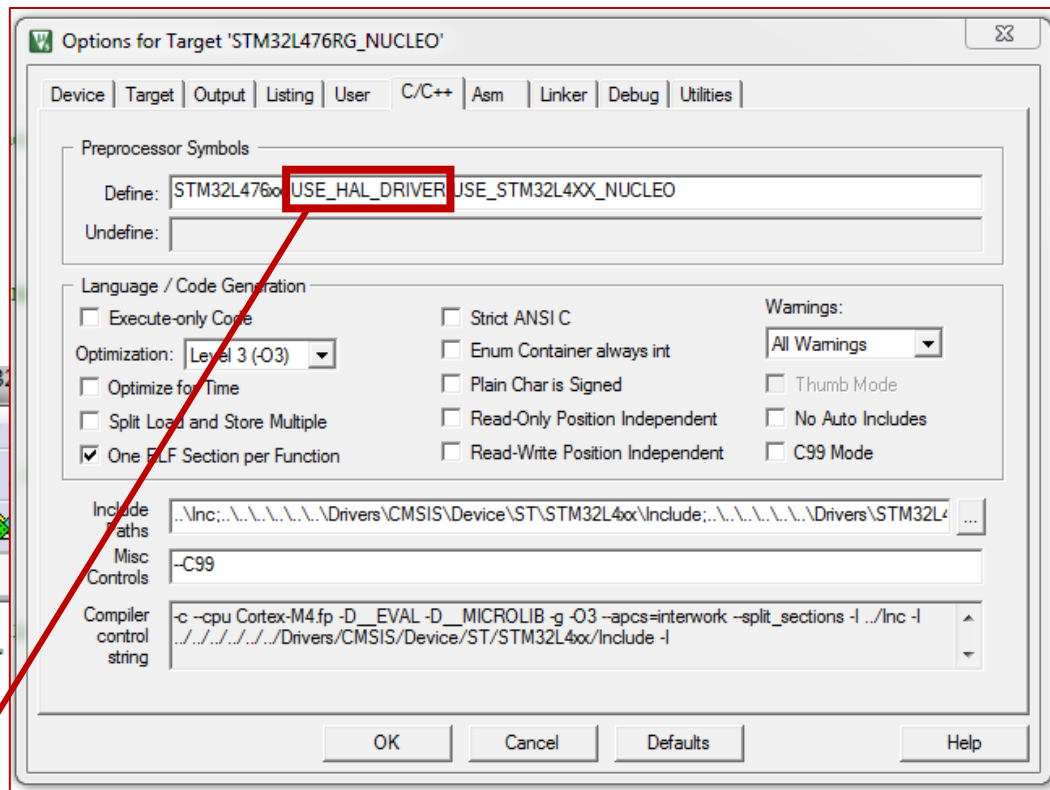 Options for Target 'STM32L476RG_NUCLEO'
Device Target Output Listing User C/C++ Asm Linker Debug Utilities
Preprocessor Symbols
Define: STM32L476xx USE_HAL_DRIVER USE_STM32L4XX_NUCLEO
Undefine:
Language / Code Generation
Execute-only Code
Strict ANSI C
Warnings:
Optimization: Level 3 (-O3)
Enum Container always int
All Warnings
Optimize for Time
Plain Char is Signed
Thumb Mode
Split Load and Store Multiple
Read-Only Position Independent
No Auto Includes
One ELF Section per Function
Read-Write Position Independent
C99 Mode
Include Paths
..\Inc;..\..\..\..\..\..\Drivers\CMSIS\Device\ST\STM32L4xx\Include;..\..\..\..\..\..\Drivers\STM32L4
...
Misc Controls
--C99
Compiler control string
-c --cpu Cortex-M4.fp -D__EVAL -D__MICROLIB -g -O3 --apcs=interwork --split_sections -I ../Inc -I
../../../../../../Drivers/CMSIS/Device/ST/STM32L4xx/Include -I
OK Cancel Defaults Help